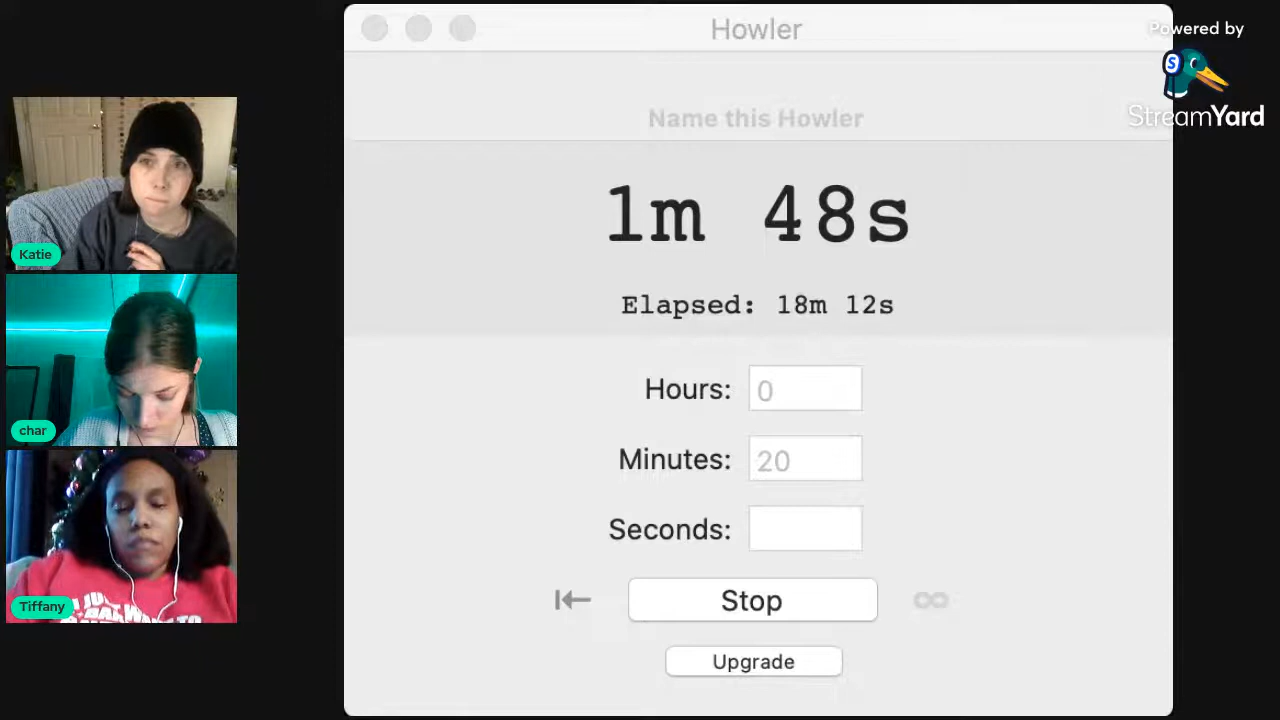 Howler
Powered by
StreamYard
Name this Howler
1m 48s
Elapsed: 18m 12s
Hours: 0
Minutes: 20
Seconds:
Stop
Upgrade
Katie
char
Tiffany
I JUST